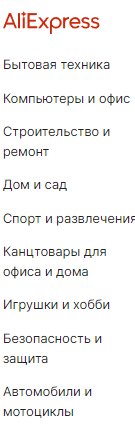 AliExpress
Бытовая техника
Компьютеры и офис
Строительство и
ремонт
Дом и сад
Спорт и развлечения
Канцтовары для
офиса и дома
Игрушки и хобби
Безопасность и
защита
Автомобили и
мотоциклы